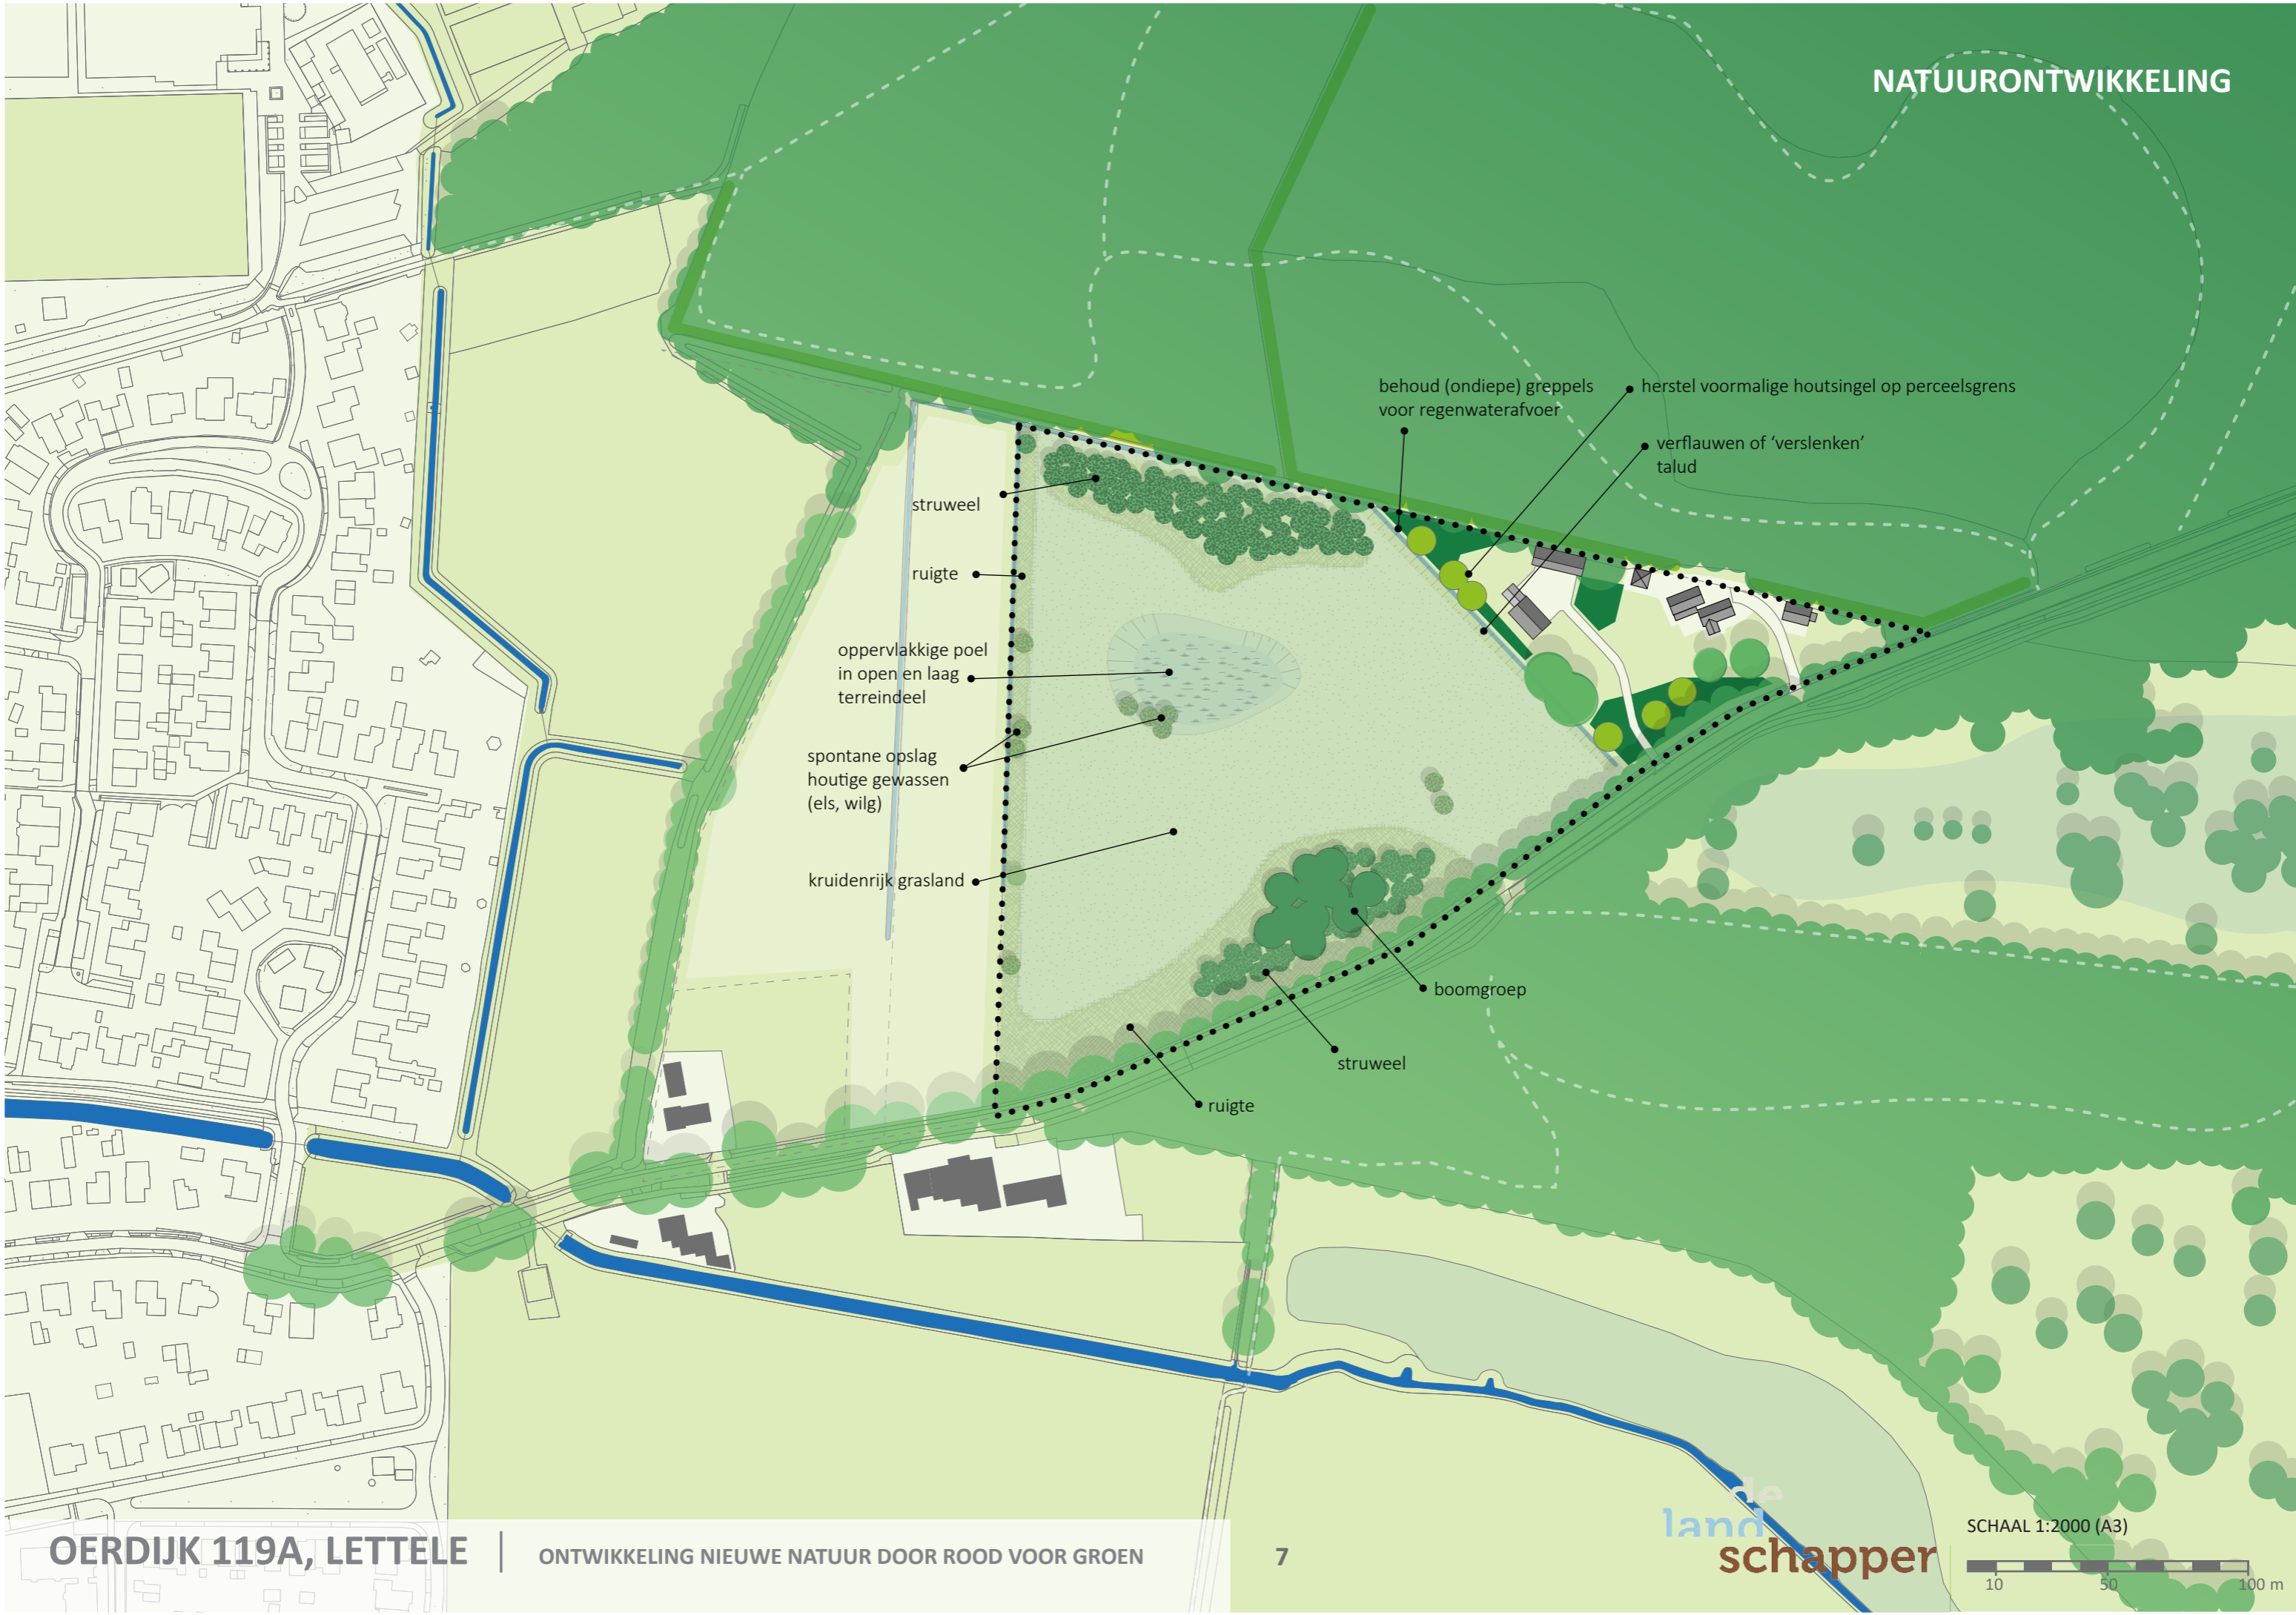 NATUURONTWIKKELING
behoud (ondiepe) greppels
voor regenwaterafvoer
herstel voormalige houtsingel op perceelsgrens
verflauwen of ‘verslenken’
talud
struweel
ruigte
oppervlakkige poel
in open en laag
terreindeel
spontane opslag
houtige gewassen
(els, wilg)
kruidenrijk grasland
boomgroep
struweel
ruigte
OERDIJK 119A, LETTELE
ONTWIKKELING NIEUWE NATUUR DOOR ROOD VOOR GROEN
7
de
land
schapper
SCHAAL 1:2000 (A3)
10 50 100 m